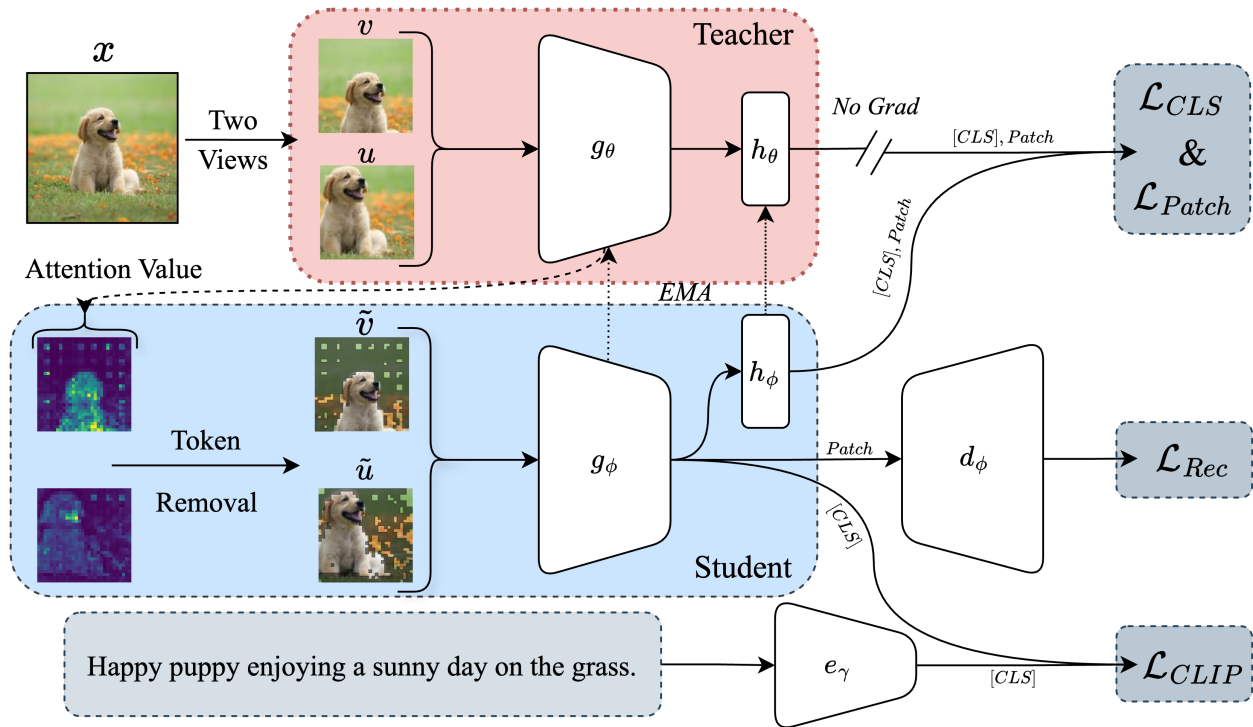 x
Two
Views
v
u
Teacher
g_θ
h_θ
No Grad
[CLS], Patch
[CLS], Patch
ℒ_CLS
&
ℒ_Patch
Attention Value
EMA
Token
Removal
ṽ
ũ
g_ϕ
h_ϕ
Student
Patch
[CLS]
d_ϕ
ℒ_Rec
Happy puppy enjoying a sunny day on the grass.
e_γ
[CLS]
ℒ_CLIP